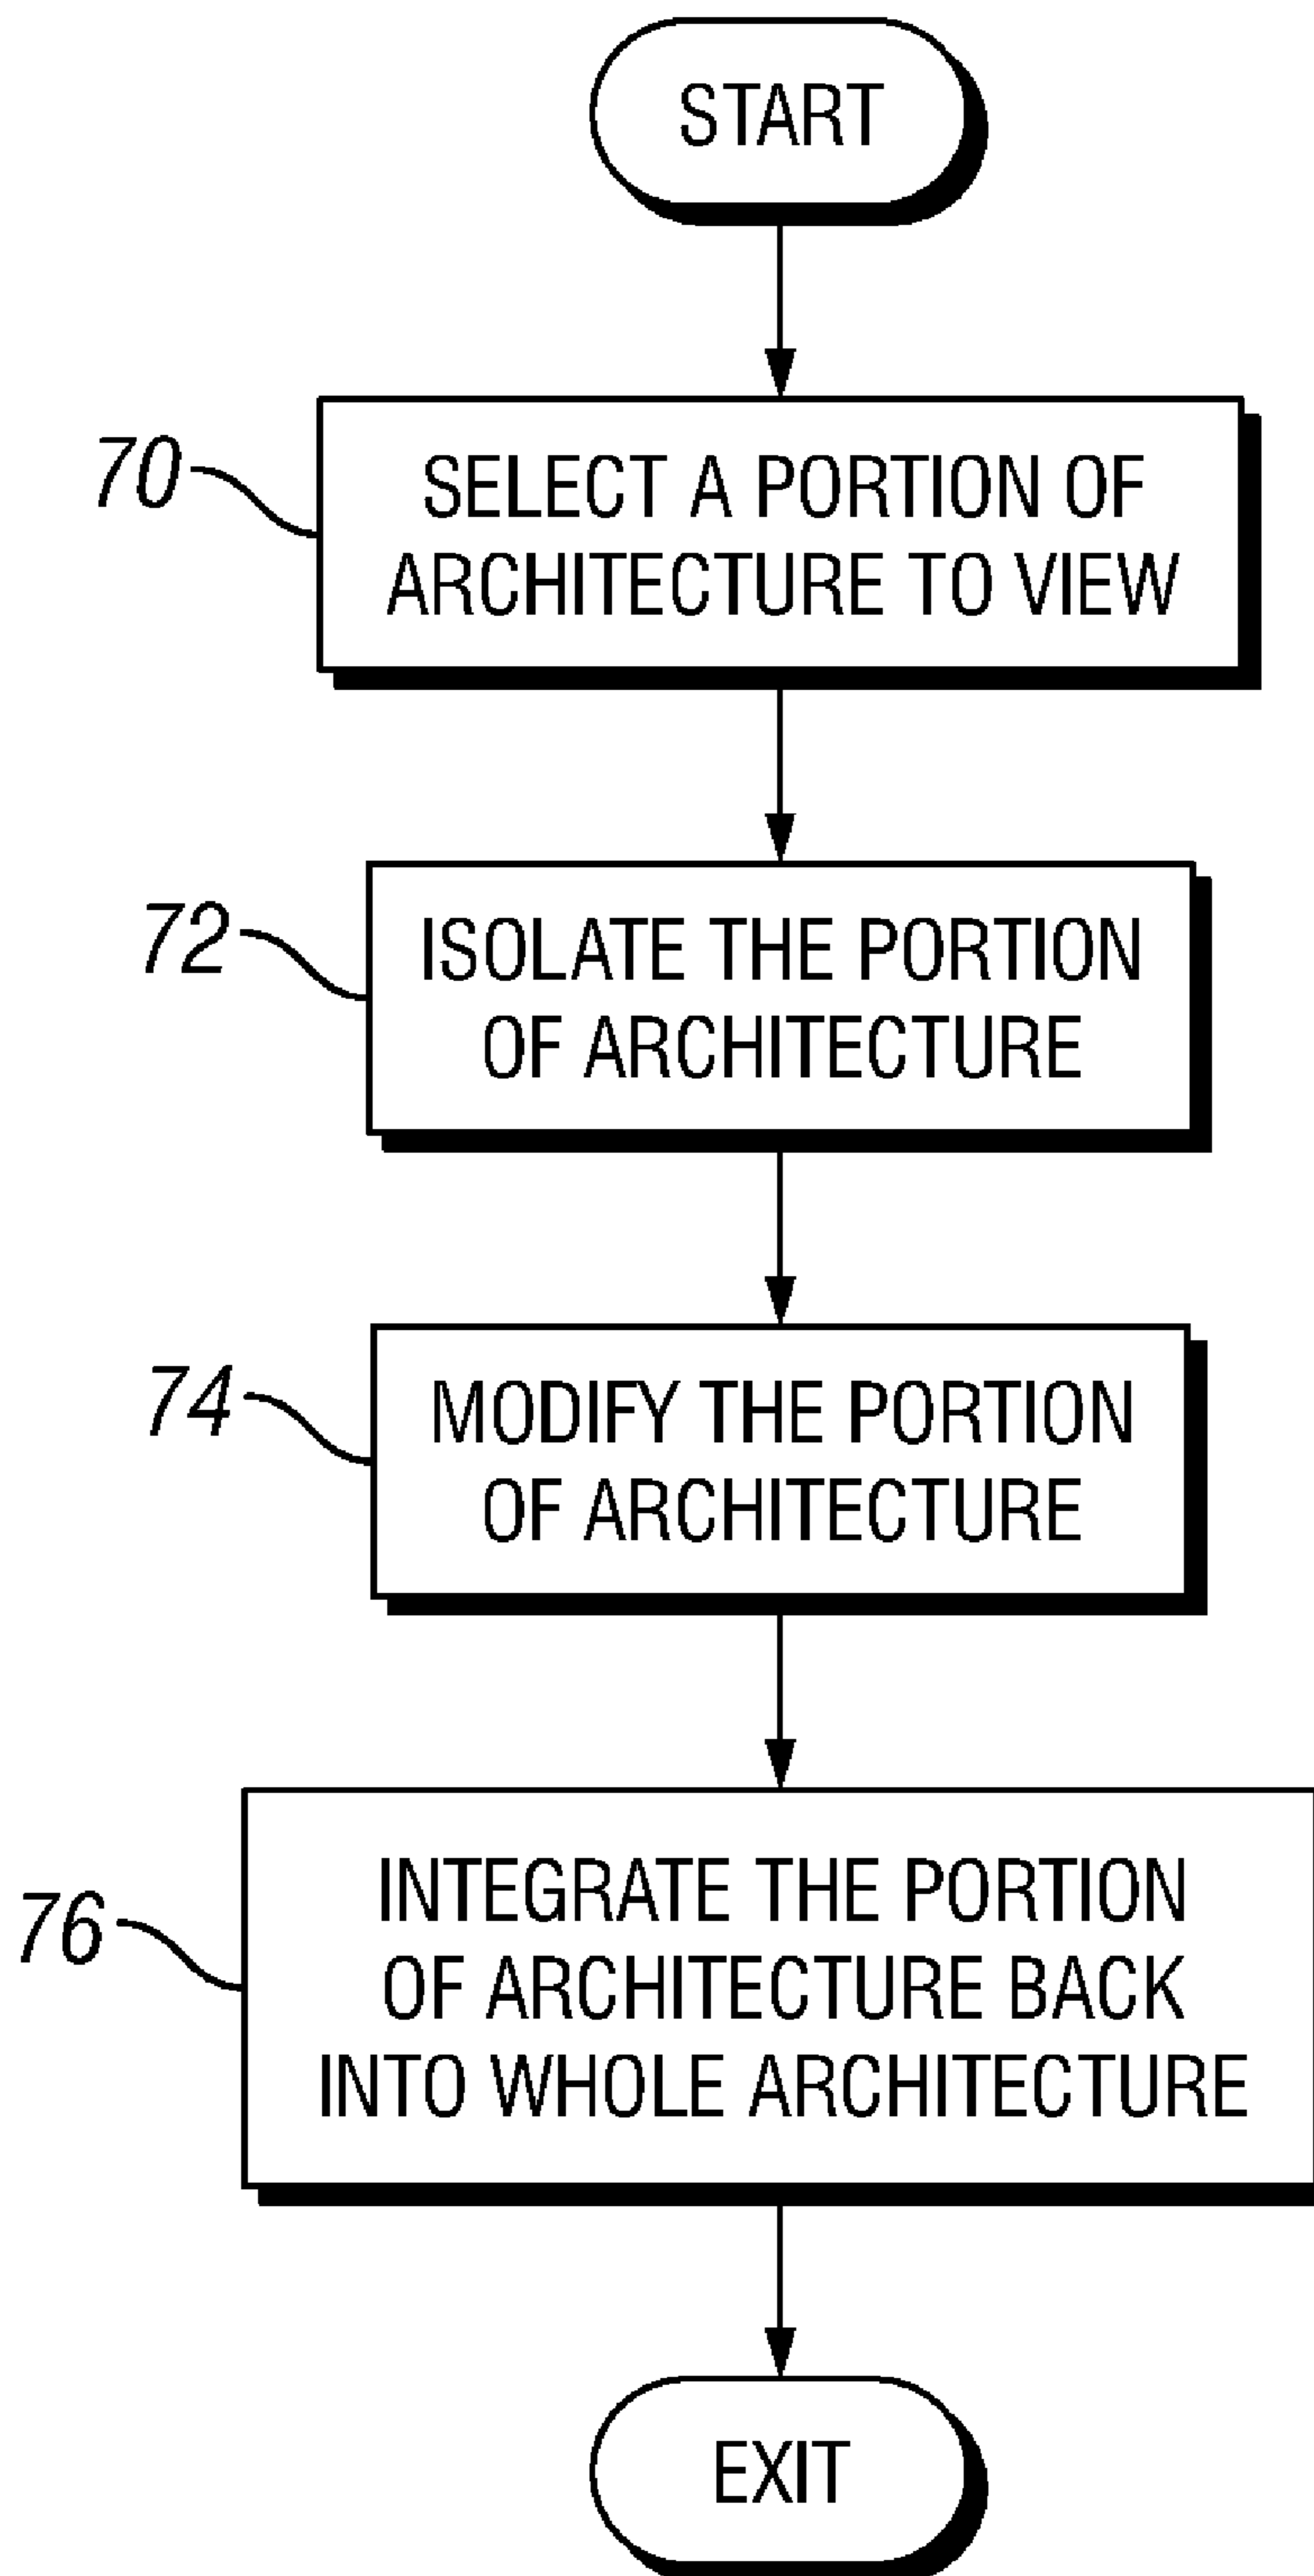 START
70
SELECT A PORTION OF
ARCHITECTURE TO VIEW
72
ISOLATE THE PORTION
OF ARCHITECTURE
74
MODIFY THE PORTION
OF ARCHITECTURE
76
INTEGRATE THE PORTION
OF ARCHITECTURE BACK
INTO WHOLE ARCHITECTURE
EXIT